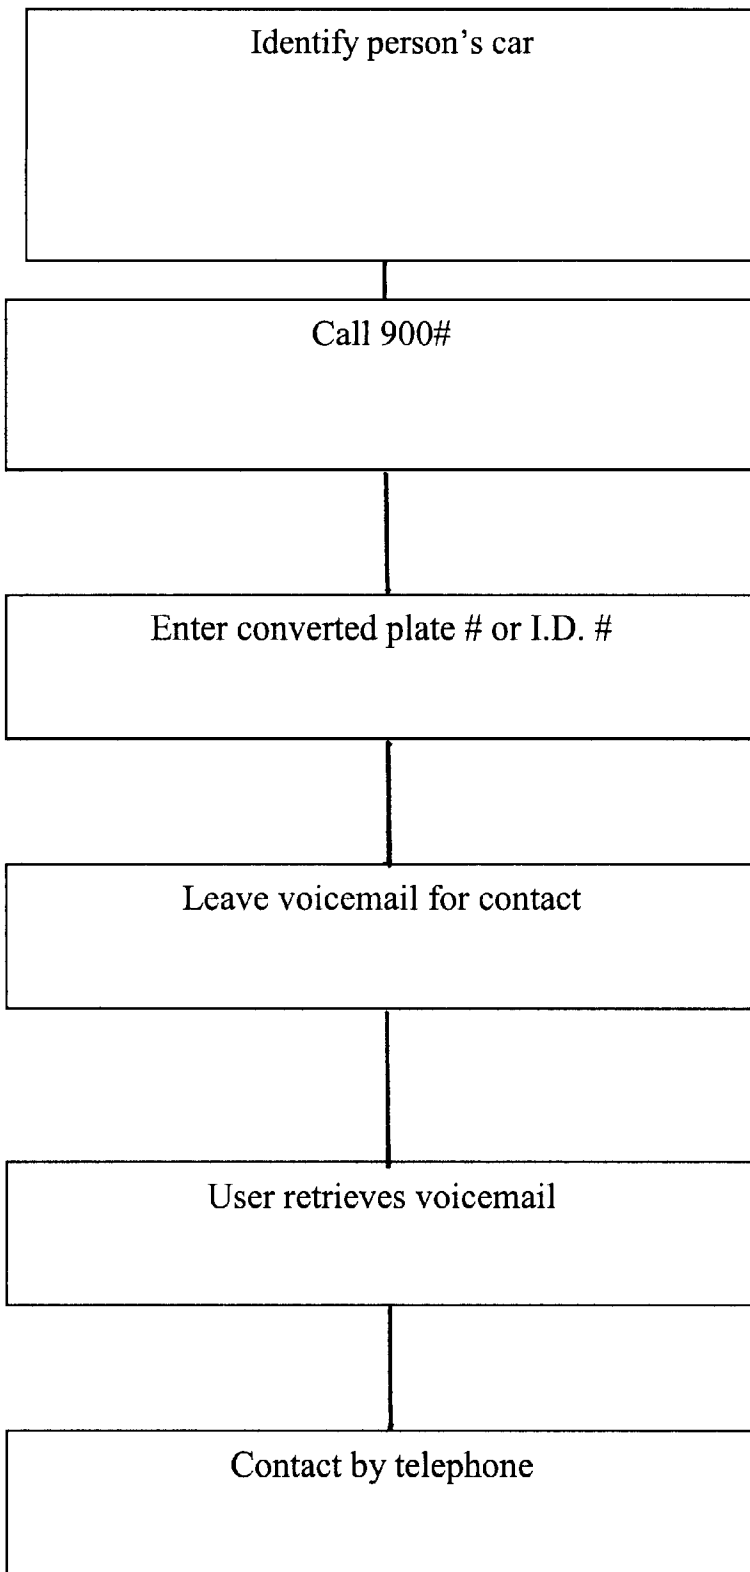 Identify person's car
Call 900#
Enter converted plate # or I.D. #
Leave voicemail for contact
User retrieves voicemail
Contact by telephone